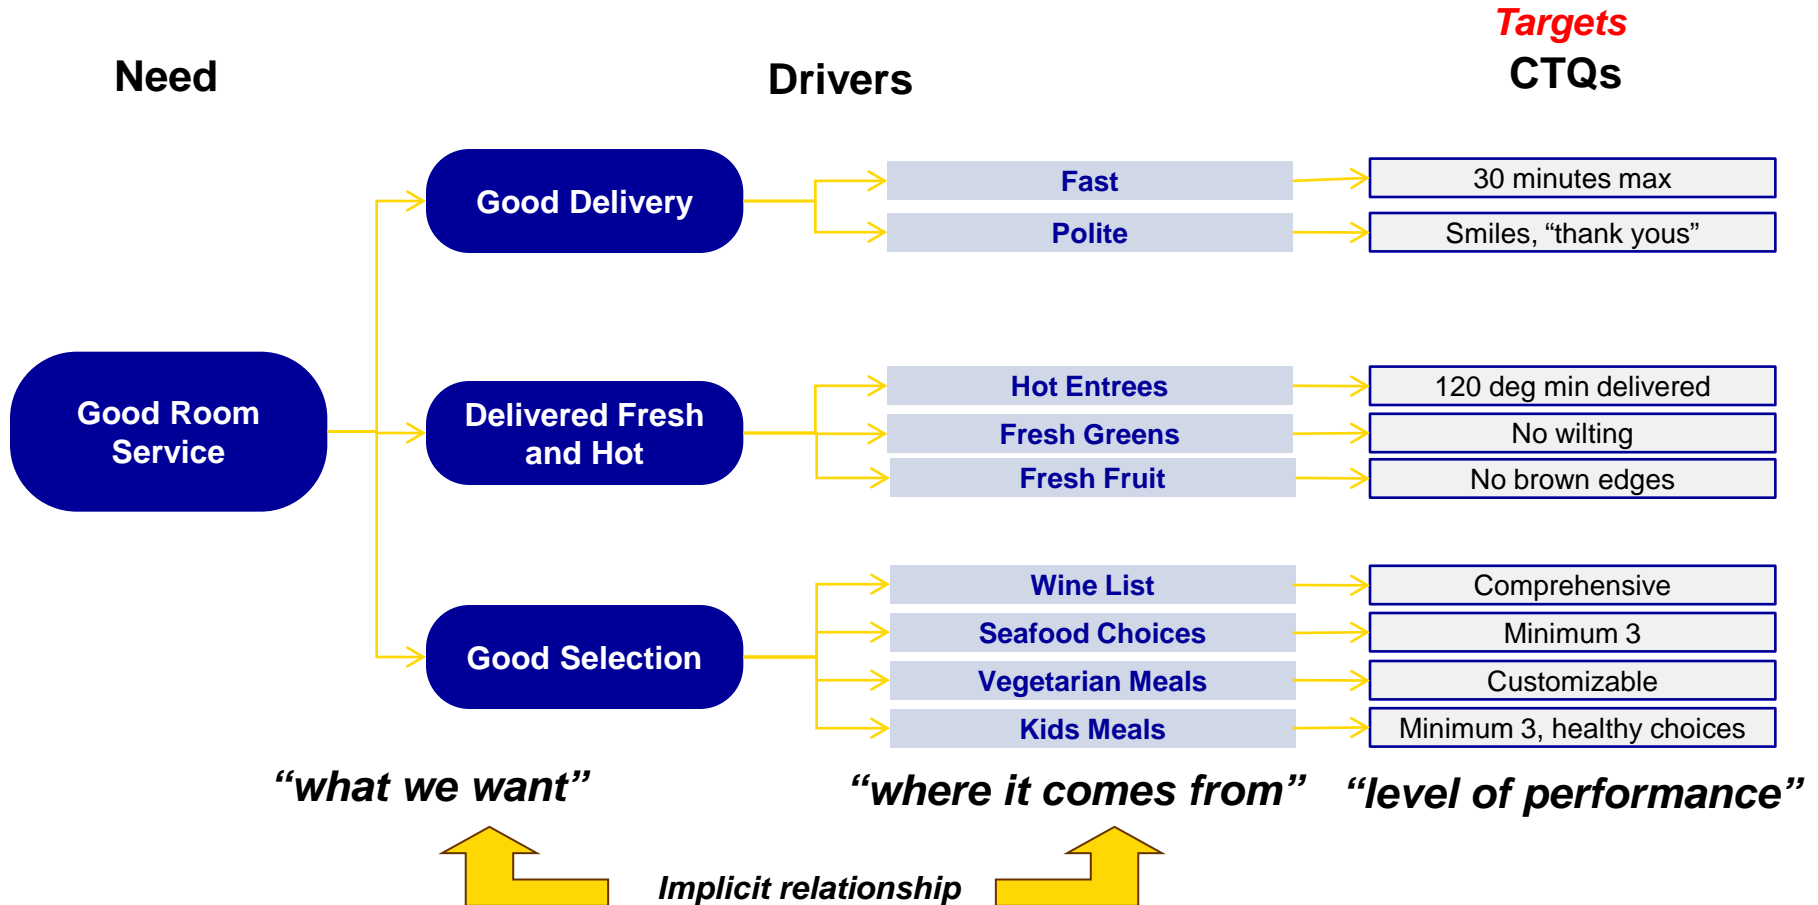 Targets
Need
Drivers
CTQs
Good Delivery
Fast
30 minutes max
Polite
Smiles, “thank yous”
Good Room
Service
Delivered Fresh
and Hot
Hot Entrees
120 deg min delivered
Fresh Greens
No wilting
Fresh Fruit
No brown edges
Good Selection
Wine List
Comprehensive
Seafood Choices
Minimum 3
Vegetarian Meals
Customizable
Kids Meals
Minimum 3, healthy choices
“what we want”
“where it comes from”
“level of performance”
Implicit relationship